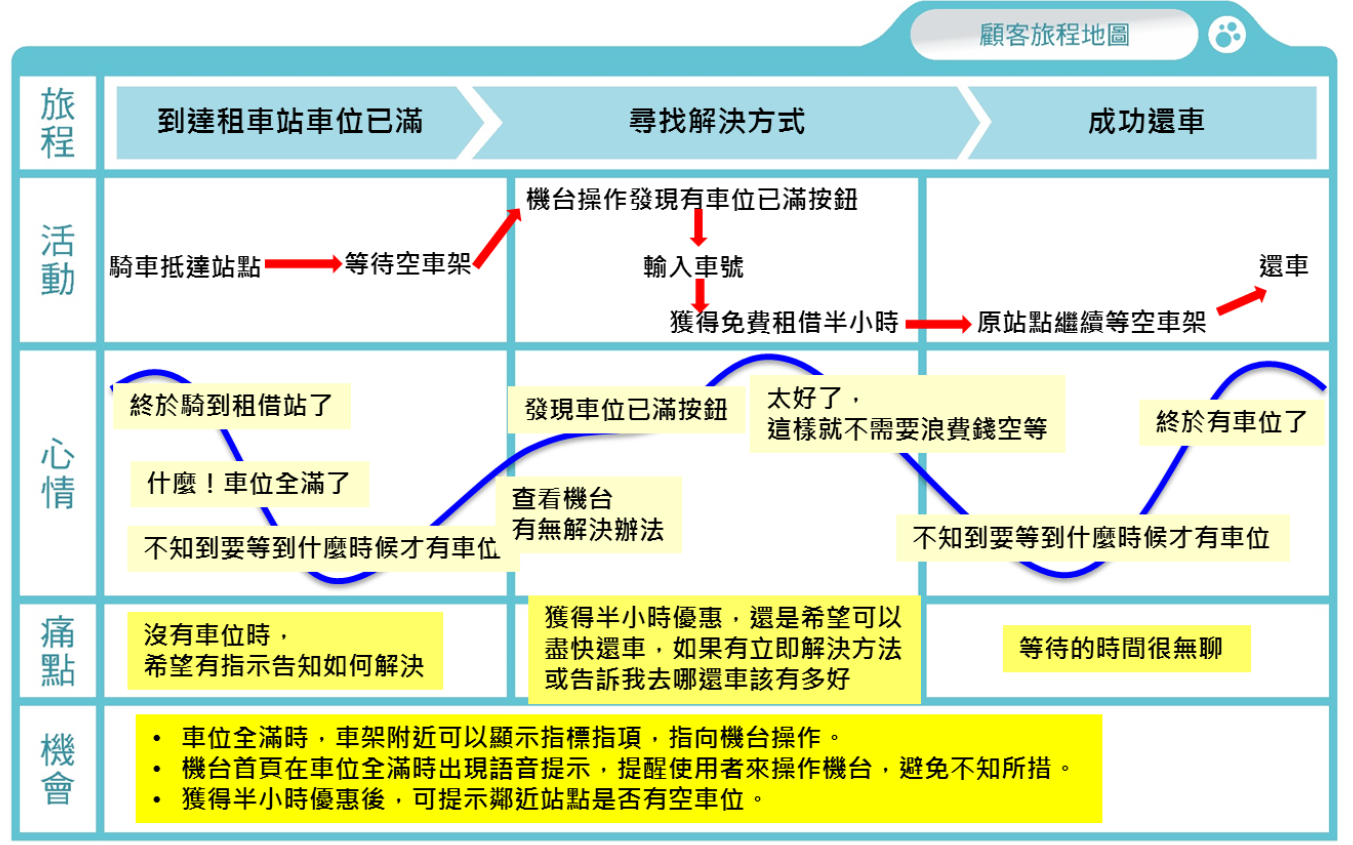 顧客旅程地圖
旅程
到達租車站車位已滿
尋找解決方式
成功還車
活動
騎車抵達站點
等待空車架
機台操作發現有車位已滿按鈕
輸入車號
獲得免費租借半小時
原站點繼續等空車架
還車
心情
終於騎到租借站了
什麼！車位全滿了
不知到要等到什麼時候才有車位
查看機台
有無解決辦法
發現車位已滿按鈕
太好了，
這樣就不需要浪費錢空等
不知到要等到什麼時候才有車位
終於有車位了
痛點
沒有車位時，
希望有指示告知如何解決
獲得半小時優惠，還是希望可以
盡快還車，如果有立即解決方法
或告訴我去哪還車該有多好
等待的時間很無聊
機會
• 車位全滿時，車架附近可以顯示指標指項，指向機台操作。
• 機台首頁在車位全滿時出現語音提示，提醒使用者來操作機台，避免不知所措。
• 獲得半小時優惠後，可提示鄰近站點是否有空車位。